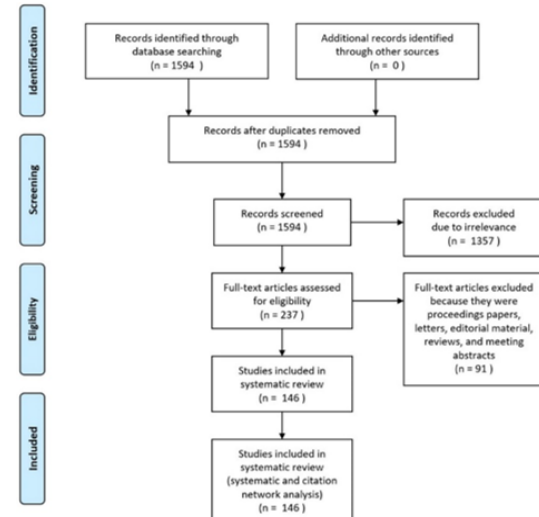 Identification
Records identified through
database searching
(n = 1594 )
Additional records identified
through other sources
(n = 0 )
Records after duplicates removed
(n = 1594 )
Screening
Records screened
(n = 1594 )
Records excluded
due to irrelevance
(n = 1357 )
Eligibility
Full-text articles assessed
for eligibility
(n = 237 )
Full-text articles excluded
because they were
proceedings papers,
letters, editorial material,
reviews, and meeting
abstracts
(n = 91 )
Studies included in
systematic review
(n = 146 )
Included
Studies included in
systematic review
(systematic and citation
network analysis)
(n = 146 )